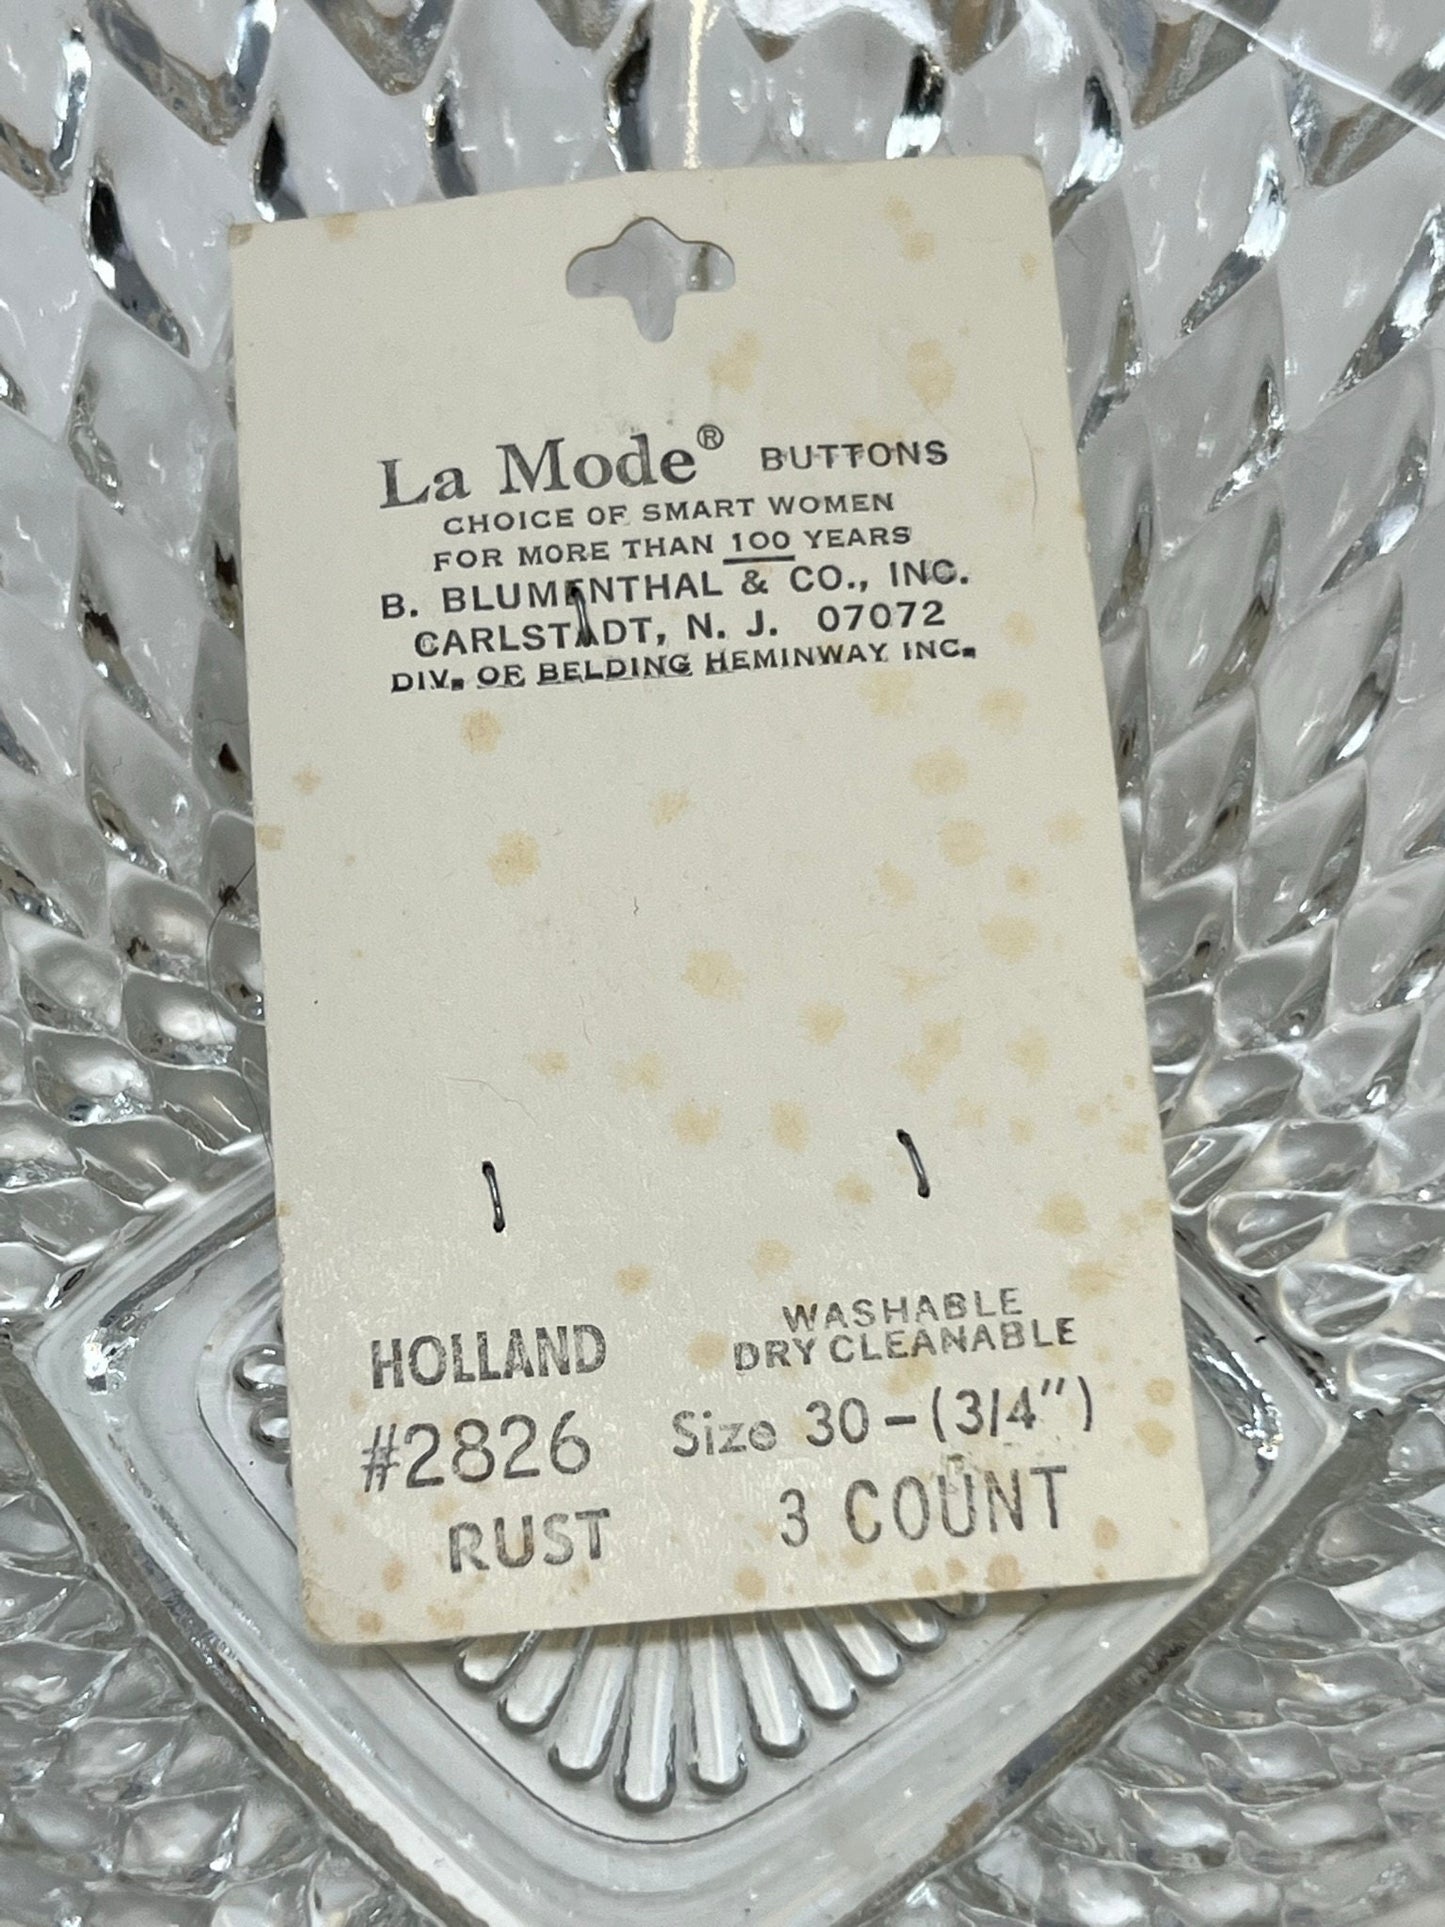 La Mode® BUTTONS
CHOICE OF SMART WOMEN
FOR MORE THAN 100 YEARS
B. BLUMENTHAL & CO., INC.
CARLSTADT, N. J. 07072
DIV. OF BELDING HEMINWAY INC.
HOLLAND
#2826
RUST
WASHABLE
DRY CLEANABLE
Size 30-(3/4")
3 COUNT